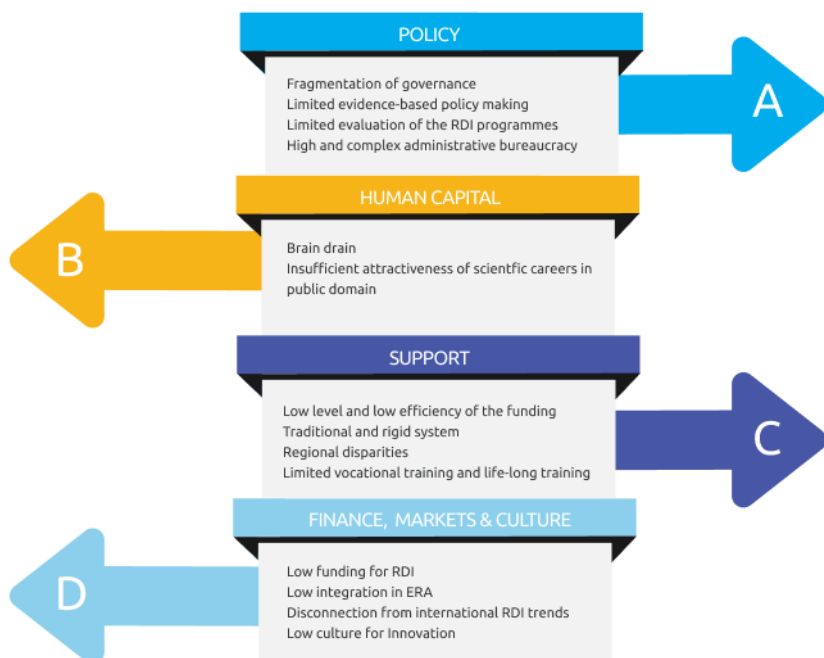 POLICY
Fragmentation of governance
Limited evidence-based policy making
Limited evaluation of the RDI programmes
High and complex administrative bureaucracy
A
HUMAN CAPITAL
Brain drain
Insufficient attractiveness of scientfic careers in
public domain
B
SUPPORT
Low level and low efficiency of the funding
Traditional and rigid system
Regional disparities
Limited vocational training and life-long training
C
FINANCE, MARKETS & CULTURE
Low funding for RDI
Low integration in ERA
Disconnection from international RDI trends
Low culture for Innovation
D